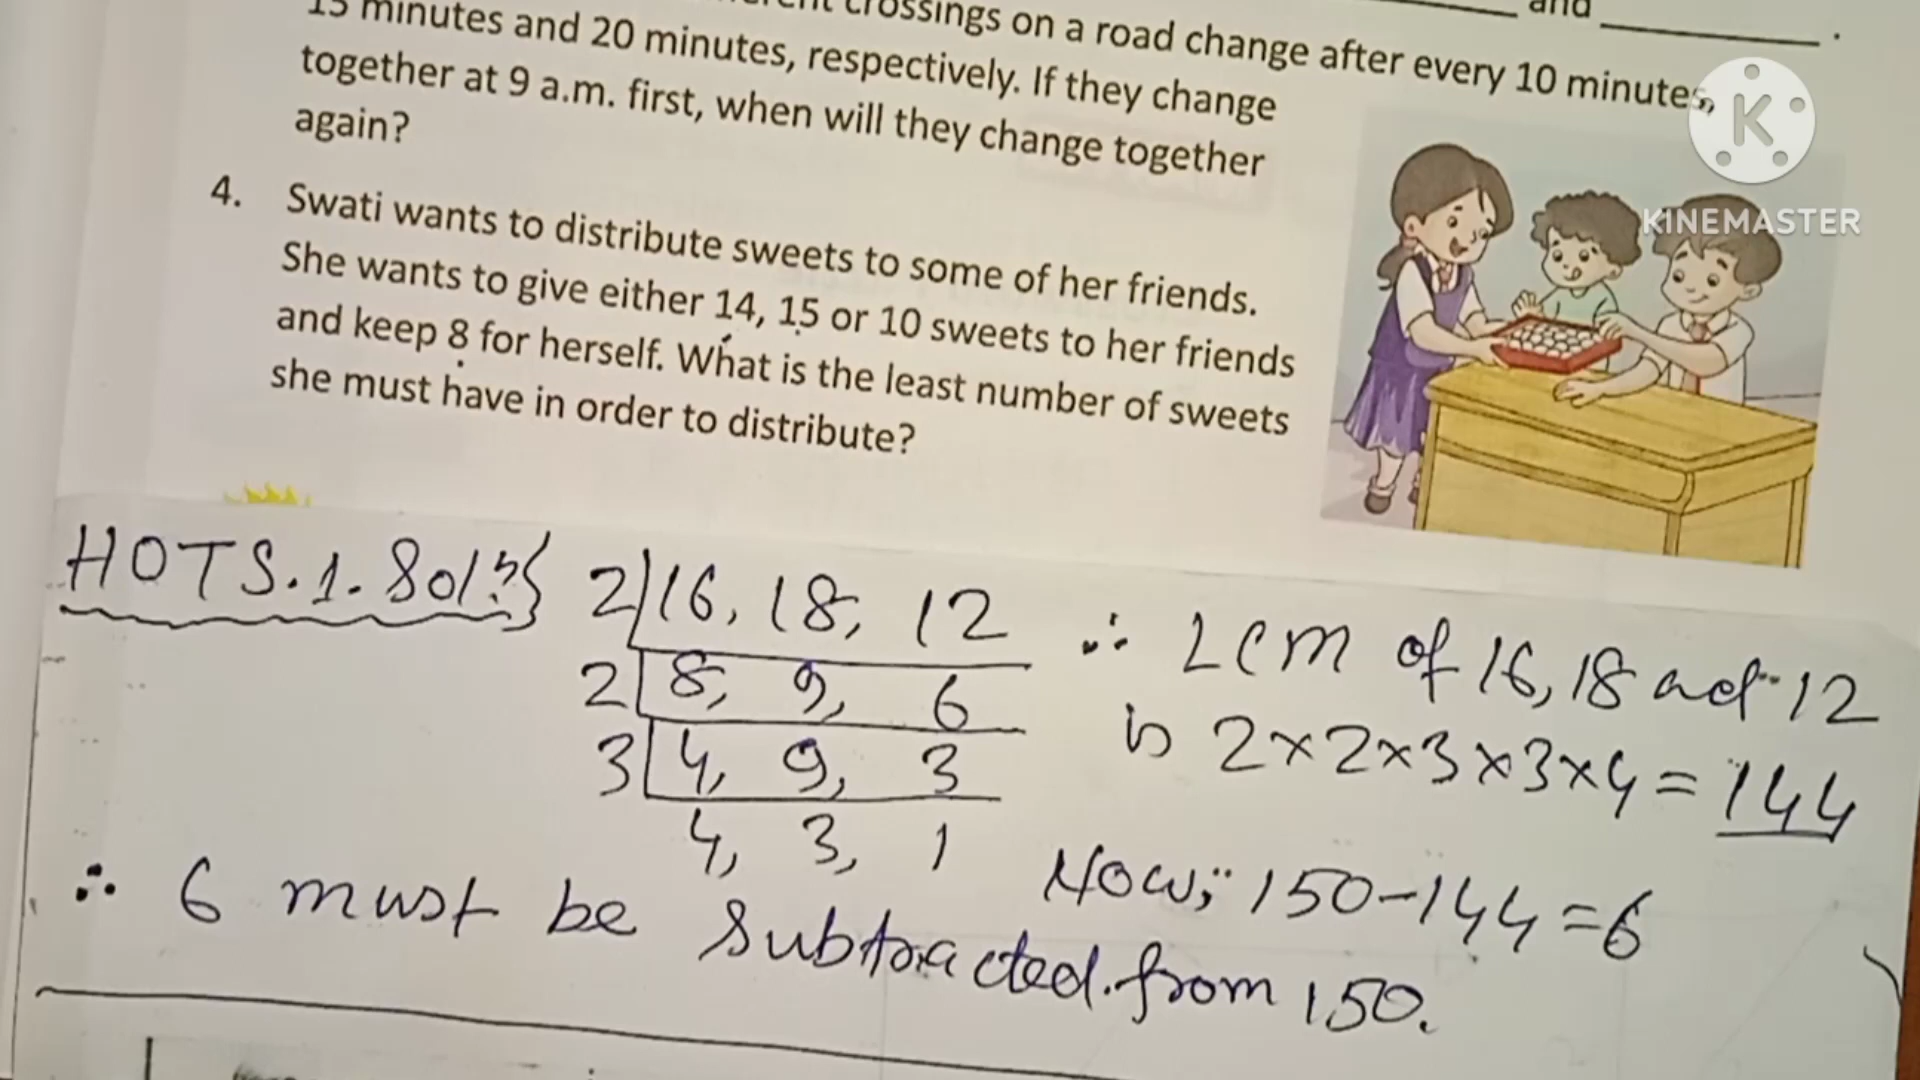 and ________.
crossings on a road change after every 10 minutes,
15 minutes and 20 minutes, respectively. If they change
together at 9 a.m. first, when will they change together
again?
4. Swati wants to distribute sweets to some of her friends.
She wants to give either 14, 15 or 10 sweets to her friends
and keep 8 for herself. What is the least number of sweets
she must have in order to distribute?
K
KINEMASTER
HOTS.1. Sol?}
2|16, 18, 12
2|8, 9, 6
3|4, 9, 3
4, 3, 1
∴ LCM of 16, 18 and 12
is 2×2×3×3×4=144
Now; 150-144=6
∴ 6 must be subtracted from 150.